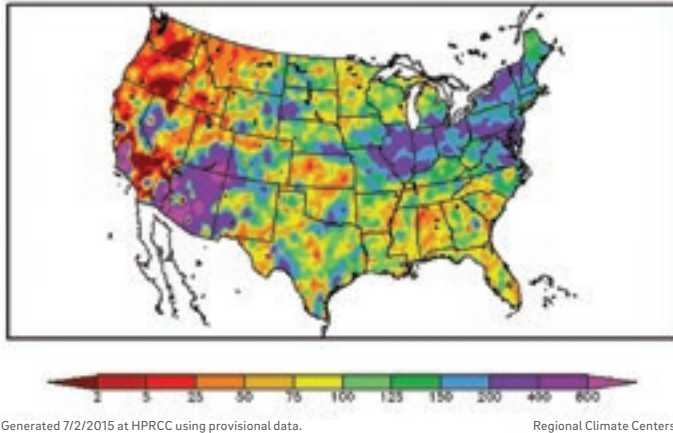 2 5 25 50 75 100 125 150 200 400 800
Generated 7/2/2015 at HPRCC using provisional data.
Regional Climate Centers